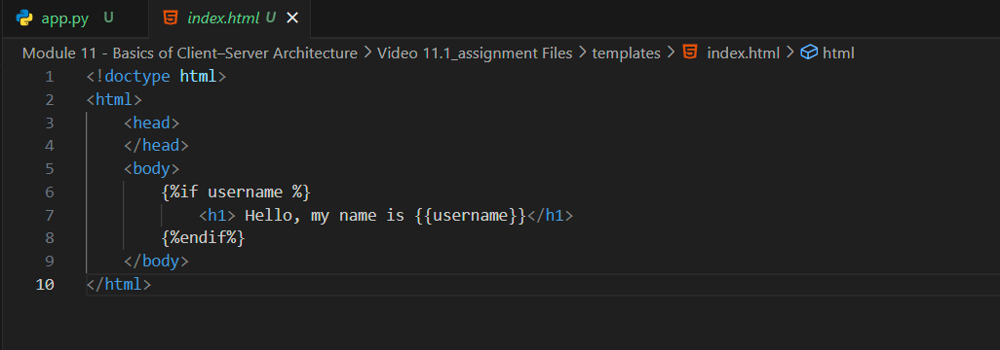 app.py U index.html U
Module 11 - Basics of Client–Server Architecture > Video 11.1_assignment Files > templates > index.html > html
1 <!doctype html>
2 <html>
3 <head>
4 </head>
5 <body>
6 {%if username %}
7 <h1> Hello, my name is {{username}}</h1>
8 {%endif%}
9 </body>
10 </html>